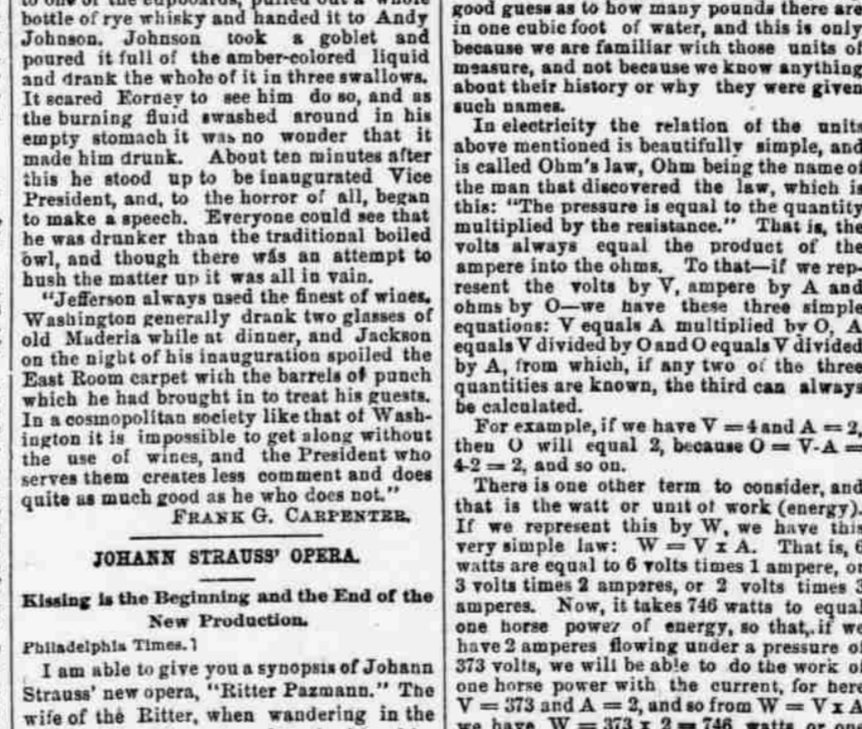 to one of the cupboards, pulled out a whole
bottle of rye whisky and handed it to Andy
Johnson. Johnson took a goblet and
poured it full of the amber-colored liquid
and drank the whole of it in three swallows.
It scared Forney to see him do so, and as
the burning fluid swashed around in his
empty stomach it was no wonder that it
made him drunk. About ten minutes after
this he stood up to be inaugurated Vice
President, and, to the horror of all, began
to make a speech. Everyone could see that
he was drunker than the traditional boiled
owl, and though there was an attempt to
hush the matter up it was all in vain.
"Jefferson always used the finest of wines.
Washington generally drank two glasses of
old Maderia while at dinner, and Jackson
on the night of his inauguration spoiled the
East Room carpet with the barrels of punch
which he had brought in to treat his guests.
In a cosmopolitan society like that of Wash-
ington it is impossible to get along without
the use of wines, and the President who
serves them creates less comment and does
quite as much good as he who does not."
FRANK G. CARPENTER.
JOHANN STRAUSS' OPERA.
Kissing is the Beginning and the End of the
New Production.
Philadelphia Times.]
I am able to give you a synopsis of Johann
Strauss' new opera, "Ritter Pazmann." The
wife of the Ritter, when wandering in the
good guess as to how many pounds there are
in one cubic foot of water, and this is only
because we are familiar with those units of
measure, and not because we know anything
about their history or why they were given
such names.
In electricity the relation of the units
above mentioned is beautifully simple, and
is called Ohm's law, Ohm being the name of
the man that discovered the law, which is
this: "The pressure is equal to the quantity
multiplied by the resistance." That is, the
volts always equal the product of the
ampere into the ohms. To that—if we rep-
resent the volts by V, ampere by A and
ohms by O—we have these three simple
equations: V equals A multiplied by O, A
equals V divided by O and O equals V divided
by A, from which, if any two of the three
quantities are known, the third can always
be calculated.
For example, if we have V = 4 and A = 2,
then O will equal 2, because O = V-A =
4-2 = 2, and so on.
There is one other term to consider, and
that is the watt or unit of work (energy).
If we represent this by W, we have this
very simple law: W = V x A. That is, 6
watts are equal to 6 volts times 1 ampere, or
3 volts times 2 amperes, or 2 volts times 3
amperes. Now, it takes 746 watts to equal
one horse power of energy, so that, if we
have 2 amperes flowing under a pressure of
373 volts, we will be able to do the work of
one horse power with the current, for here
V = 373 and A = 2, and so from W = V x A
we have W = 373 x 2 = 746 watts or one